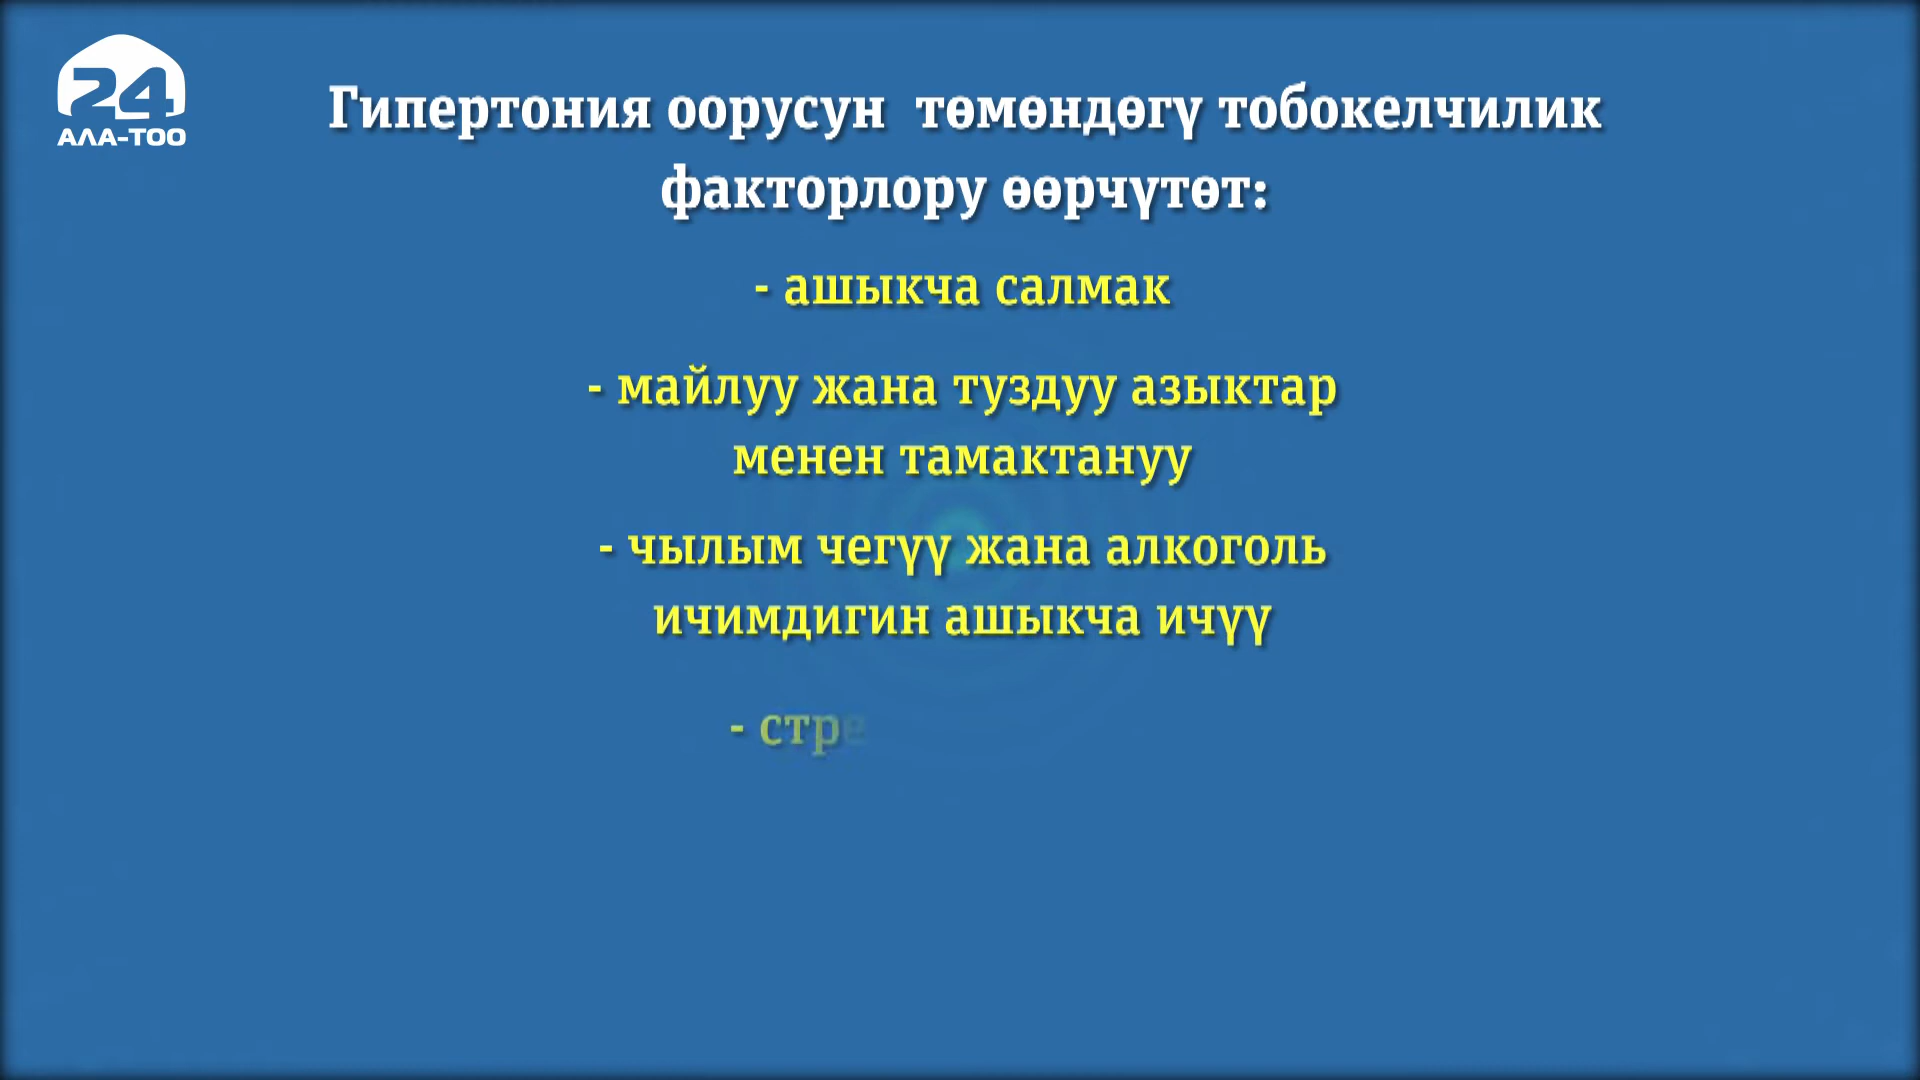 24
АЛА-ТОО
Гипертония оорусун төмөндөгү тобокелчилик
факторлору өөрчүтөт:
- ашыкча салмак
- майлуу жана туздуу азыктар
менен тамактануу
- чылым чегүү жана алкоголь
ичимдигин ашыкча ичүү
- стре